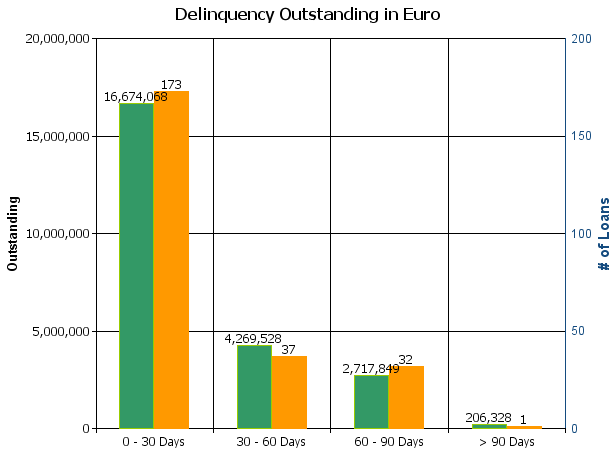 Delinquency Outstanding in Euro
20,000,000
15,000,000
10,000,000
5,000,000
0
Outstanding
16,674,068
173
4,269,528
37
2,717,849
32
206,328
1
200
150
100
50
0
# of Loans
0 - 30 Days
30 - 60 Days
60 - 90 Days
> 90 Days